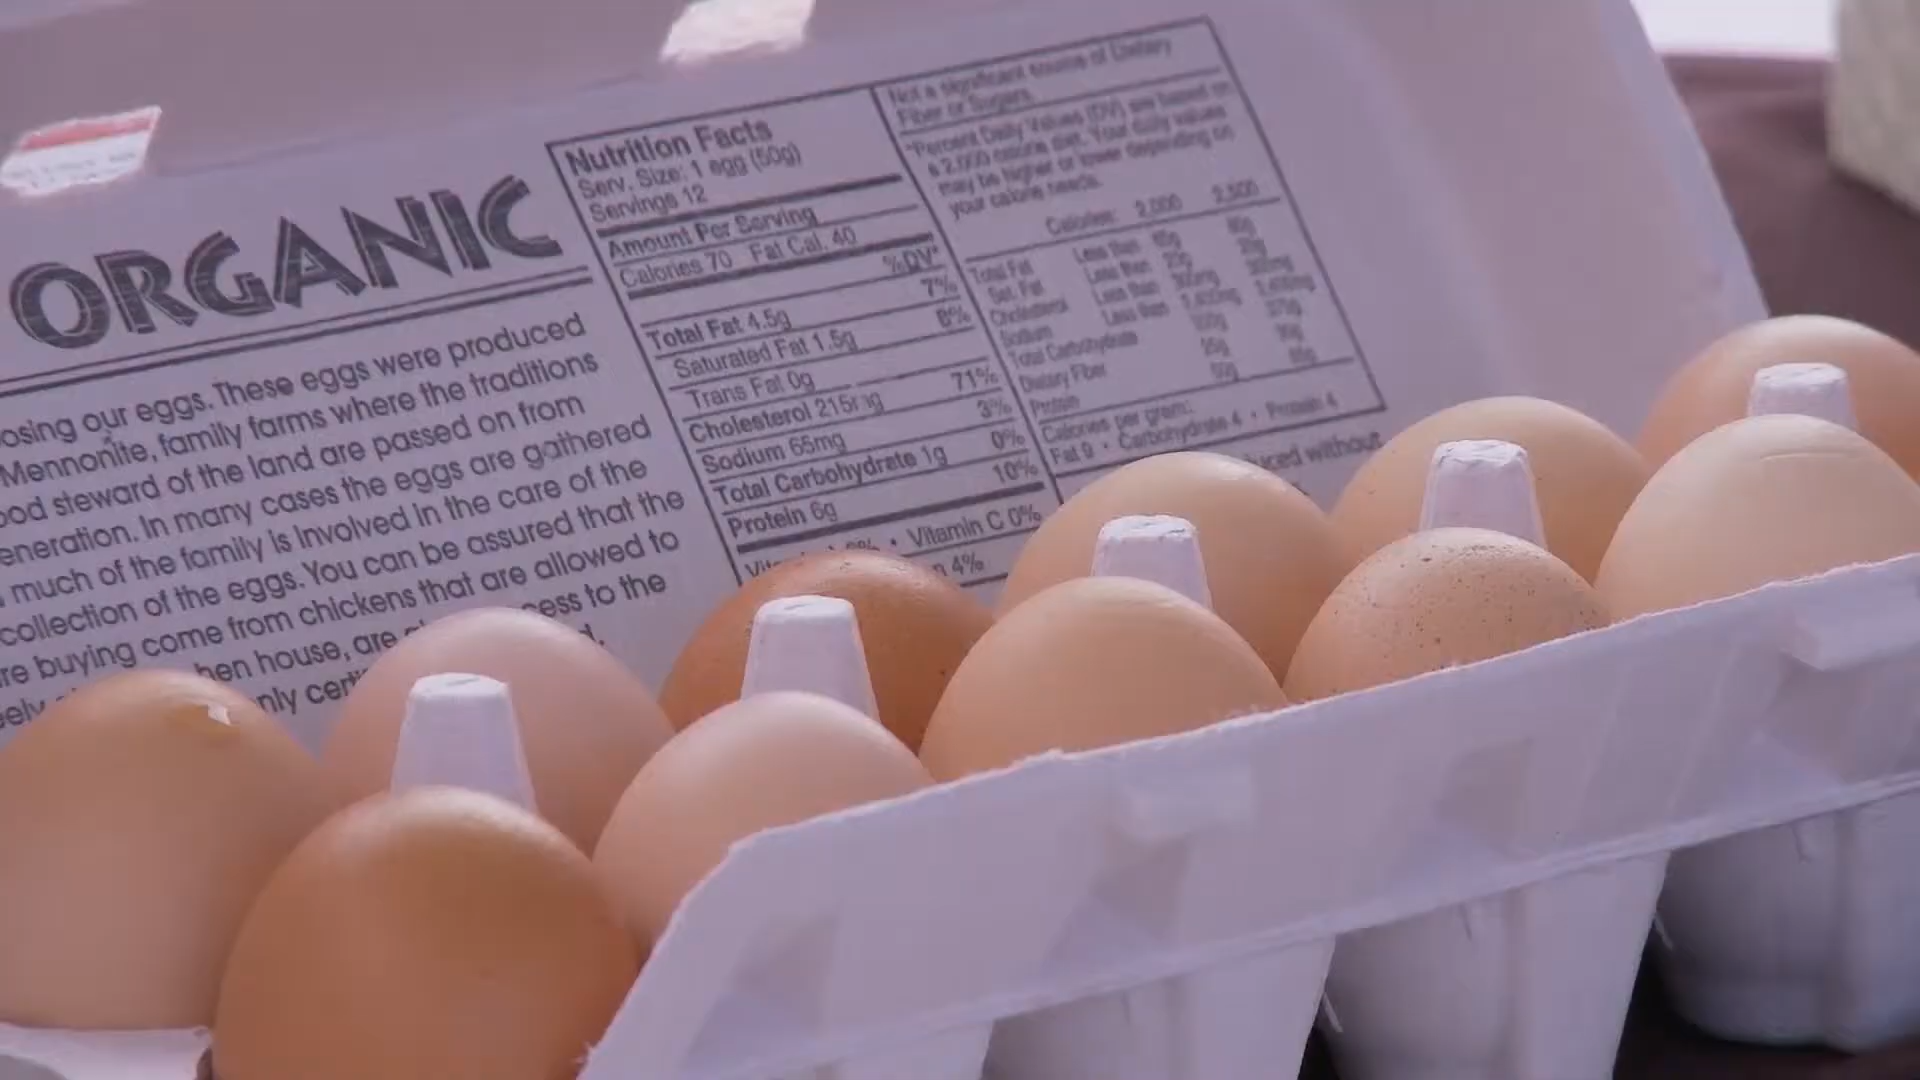 ORGANIC
osing our eggs. These eggs were produced
Mennonite, family farms where the traditions
ood steward of the land are passed on from
eneration. In many cases the eggs are gathered
much of the family is Involved in the care of the
collection of the eggs. You can be assured that the
re buying come from chickens that are allowed to
hen house, are cess to the
nly cert
Nutrition Facts
Serv. Size: 1 egg (50g)
Servings 12
Amount Per Serving
Calories 70 Fat Cal. 40
%DV*
Total Fat 4.5g 7%
Saturated Fat 1.5g 8%
Trans Fat 0g
Cholesterol 215mg 71%
Sodium 65mg 3%
Total Carbohydrate 1g 0%
Protein 6g 10%
• Vitamin C 0%
4%
Not a significant source of Dietary
Fiber or Sugars.
*Percent Daily Values (DV) are based on
a 2,000 calorie diet. Your daily values
may be higher or lower depending on
your calorie needs.
Calories: 2,000 2,500
Total Fat Less than 65g 80g
Sat. Fat Less than 20g
Cholesterol Less than 300mg
Sodium Less than 2,400mg
Total Carbohydrate
Dietary Fiber 25g
Protein
Calories per gram:
Fat 9 • Carbohydrate 4 • Protein 4
duced without